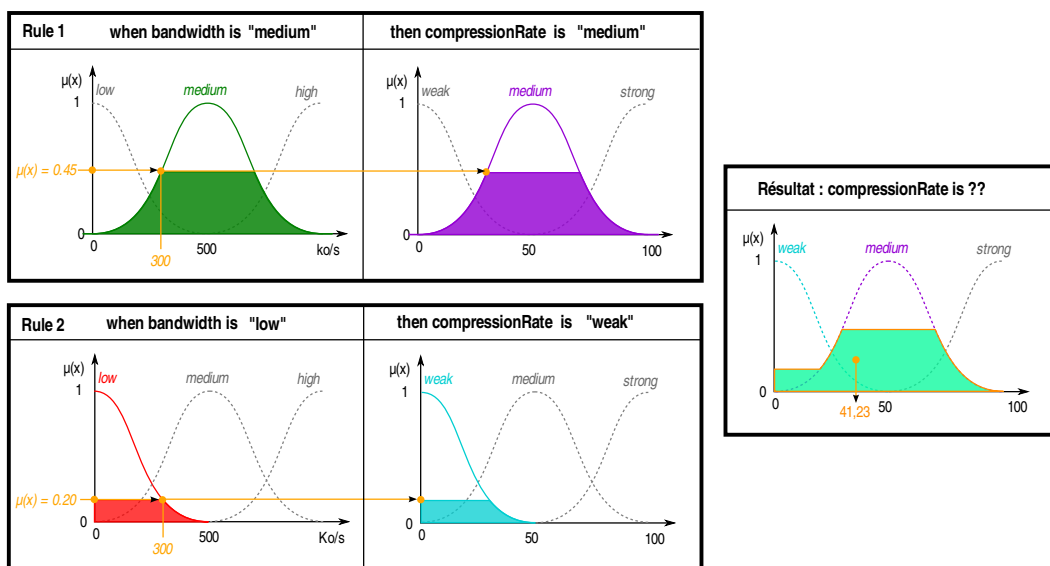 Rule 1 when bandwidth is "medium" then compressionRate is "medium"
μ(x) low medium high
1
μ(x) = 0.45
0
0 500 Ko/s
300
μ(x) weak medium strong
1
0
0 50 100
Rule 2 when bandwidth is "low" then compressionRate is "weak"
μ(x) low medium high
1
μ(x) = 0.20
0
0 500 Ko/s
300
μ(x) weak medium strong
1
0
0 50 100
Résultat : compressionRate is ??
μ(x) weak medium strong
1
0
0 41,23 50 100